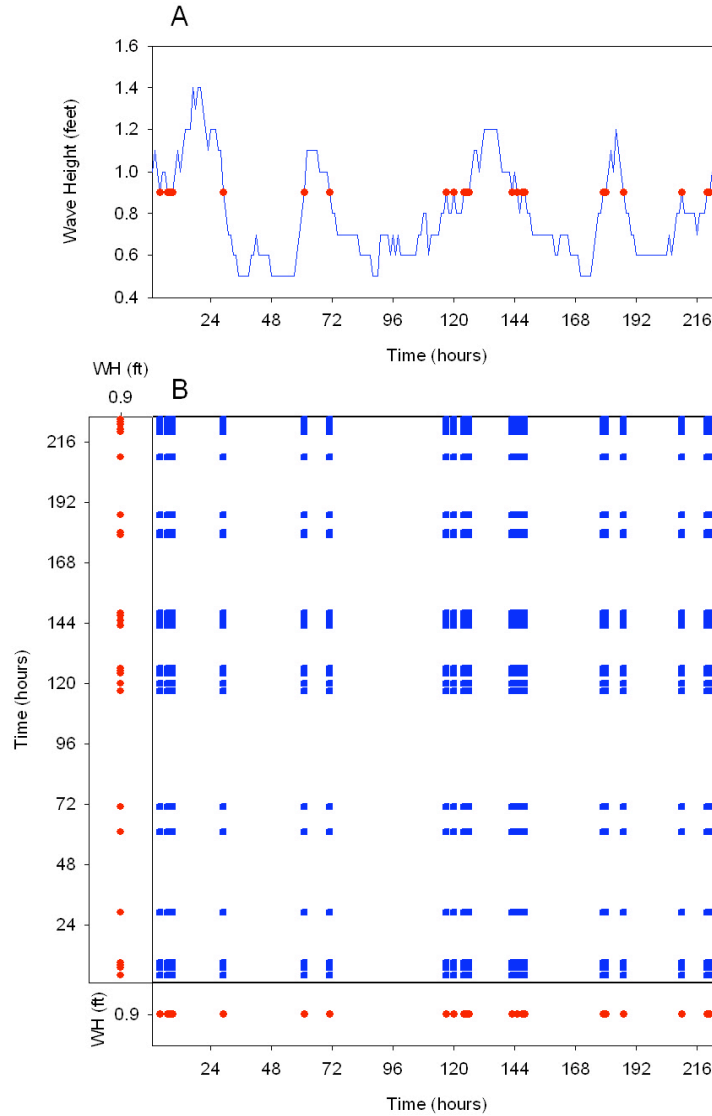 A
1.6
1.4
1.2
1.0
0.8
0.6
0.4
Wave Height (feet)
24 48 72 96 120 144 168 192 216
Time (hours)
WH (ft)
0.9
B
216
192
168
144
120
96
72
48
24
Time (hours)
WH (ft)
0.9
24 48 72 96 120 144 168 192 216
Time (hours)